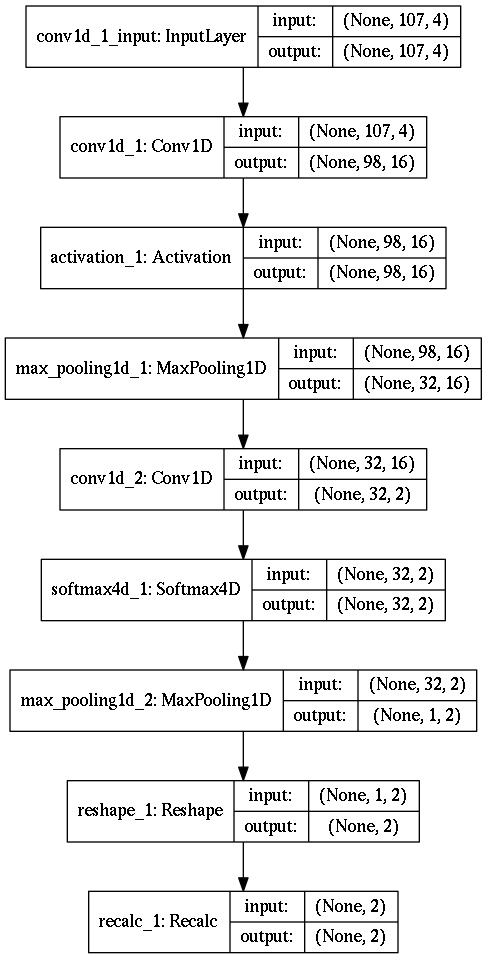 conv1d_1_input: InputLayer
input: (None, 107, 4)
output: (None, 107, 4)
conv1d_1: Conv1D
input: (None, 107, 4)
output: (None, 98, 16)
activation_1: Activation
input: (None, 98, 16)
output: (None, 98, 16)
max_pooling1d_1: MaxPooling1D
input: (None, 98, 16)
output: (None, 32, 16)
conv1d_2: Conv1D
input: (None, 32, 16)
output: (None, 32, 2)
softmax4d_1: Softmax4D
input: (None, 32, 2)
output: (None, 32, 2)
max_pooling1d_2: MaxPooling1D
input: (None, 32, 2)
output: (None, 1, 2)
reshape_1: Reshape
input: (None, 1, 2)
output: (None, 2)
recalc_1: Recalc
input: (None, 2)
output: (None, 2)